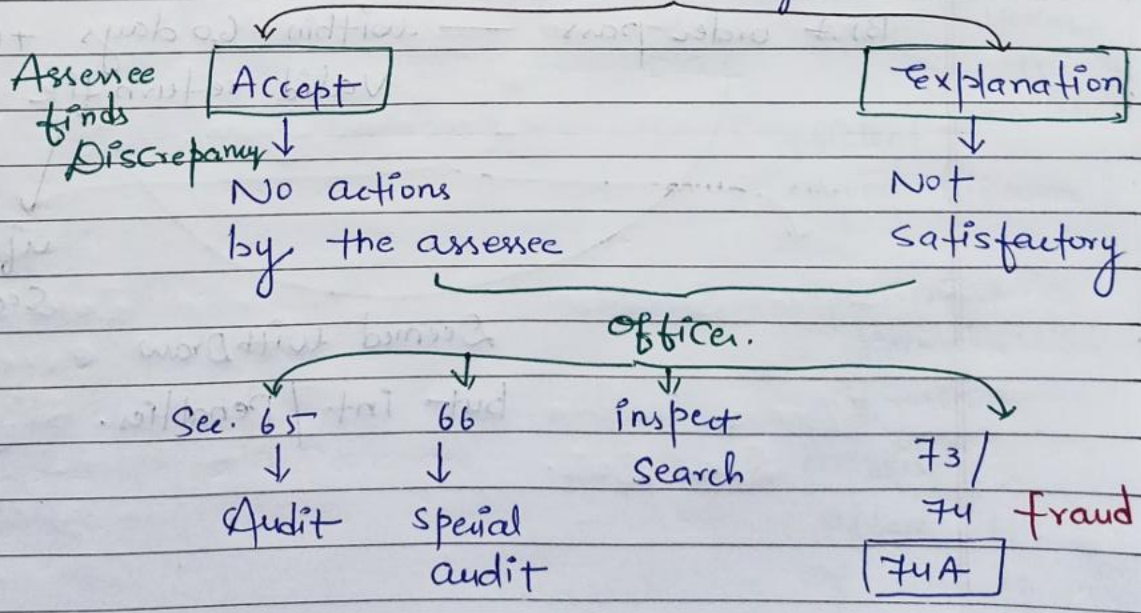 Assessee
finds
Discrepancy
Accept
No actions
by the assessee
Explanation
Not
Satisfactory
Officer.
Sec. 65
Audit
66
Special
audit
inspect
Search
73/
74 fraud
74A